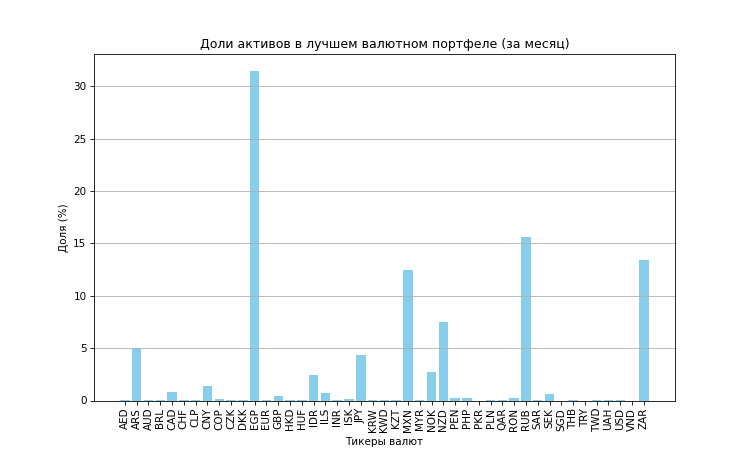 Доли активов в лучшем валютном портфеле (за месяц)
Доля (%)
30
25
20
15
10
5
0
AED ARS AUD BRL CAD CHF CLP CNY COP CZK DKK EGP EUR GBP HKD HUF IDR ILS INR ISK JPY KRW KWD KZT MXN MYR NOK NZD PEN PHP PKR PLN QAR RON RUB SAR SEK SGD THB TRY TWD UAH USD VND ZAR
Тикеры валют